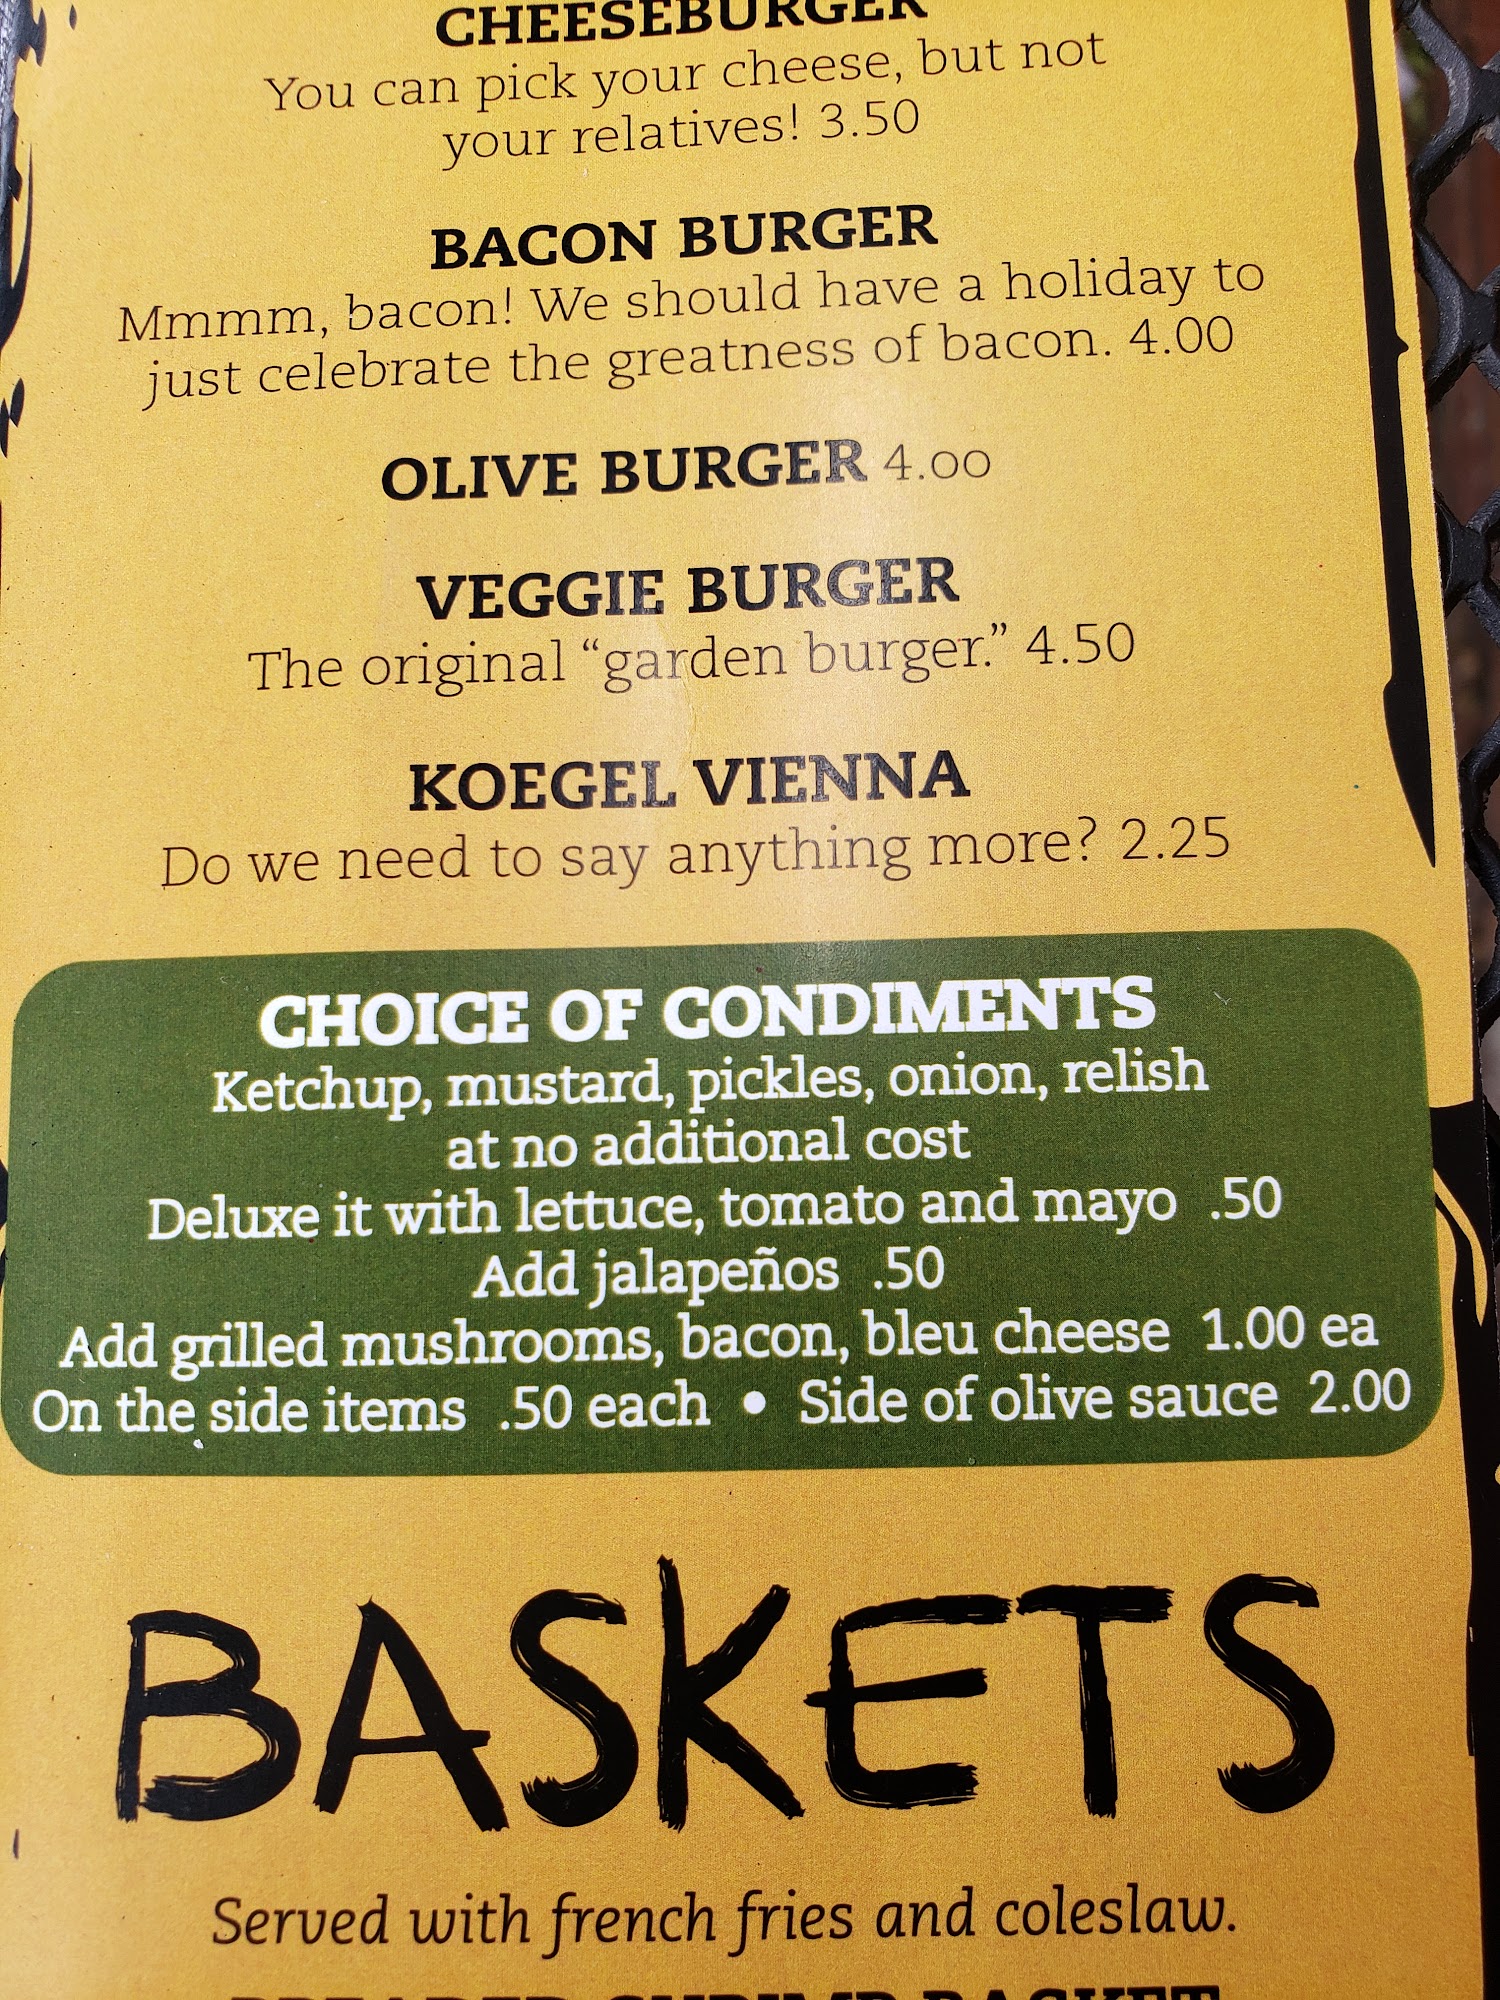 CHEESEBURGER
You can pick your cheese, but not
your relatives! 3.50
BACON BURGER
Mmmm, bacon! We should have a holiday to
just celebrate the greatness of bacon. 4.00
OLIVE BURGER 4.00
VEGGIE BURGER
The original “garden burger.” 4.50
KOEGEL VIENNA
Do we need to say anything more? 2.25
CHOICE OF CONDIMENTS
Ketchup, mustard, pickles, onion, relish
at no additional cost
Deluxe it with lettuce, tomato and mayo .50
Add jalapeños .50
Add grilled mushrooms, bacon, bleu cheese 1.00 ea
On the side items .50 each • Side of olive sauce 2.00
BASKETS
Served with french fries and coleslaw.
BREADED SHRIMP BASKET